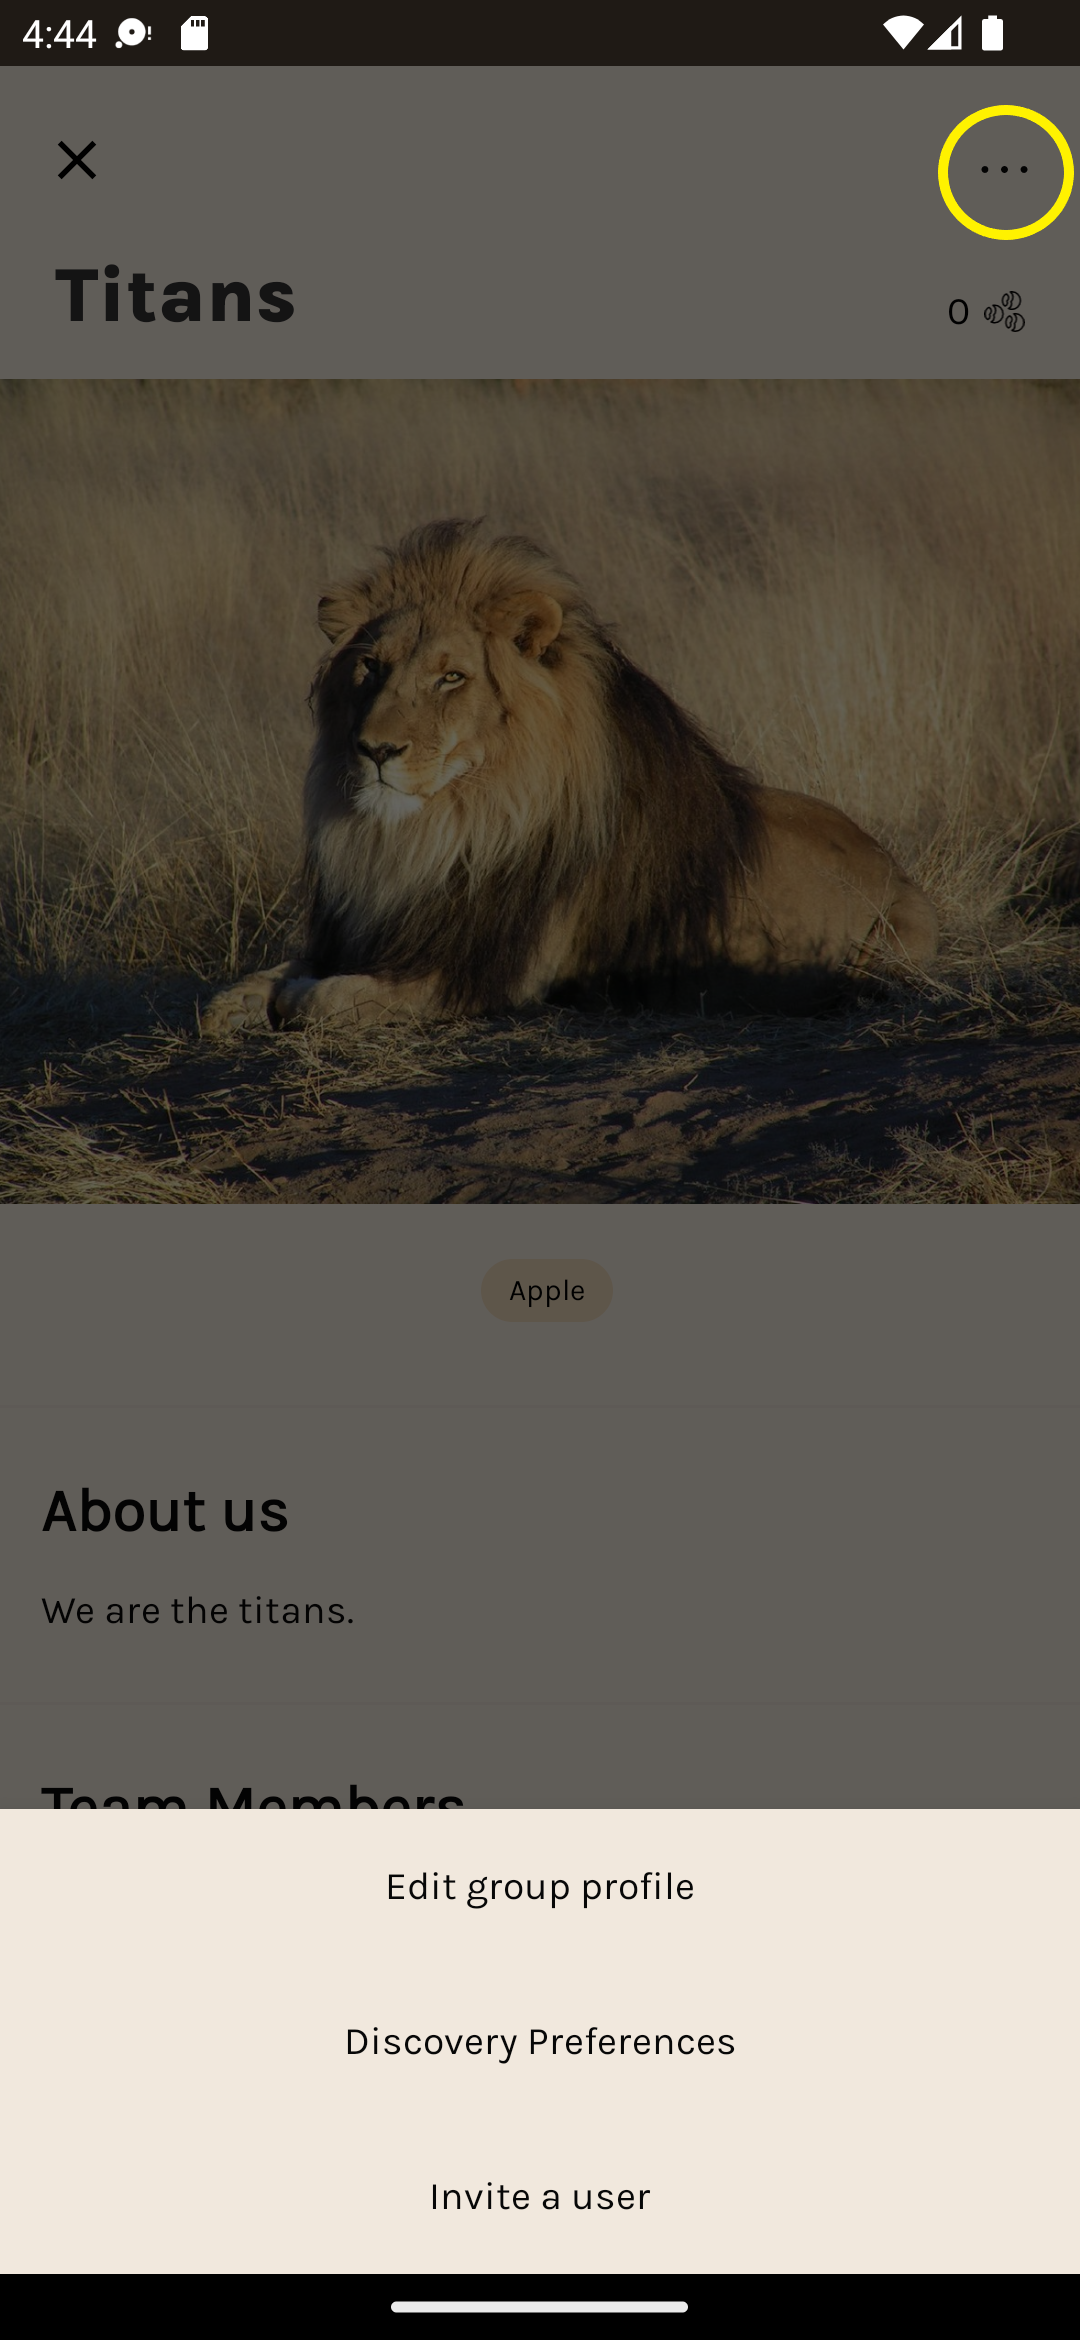 4:44
Titans
0
Apple
About us
We are the titans.
Team Members
Edit group profile
Discovery Preferences
Invite a user